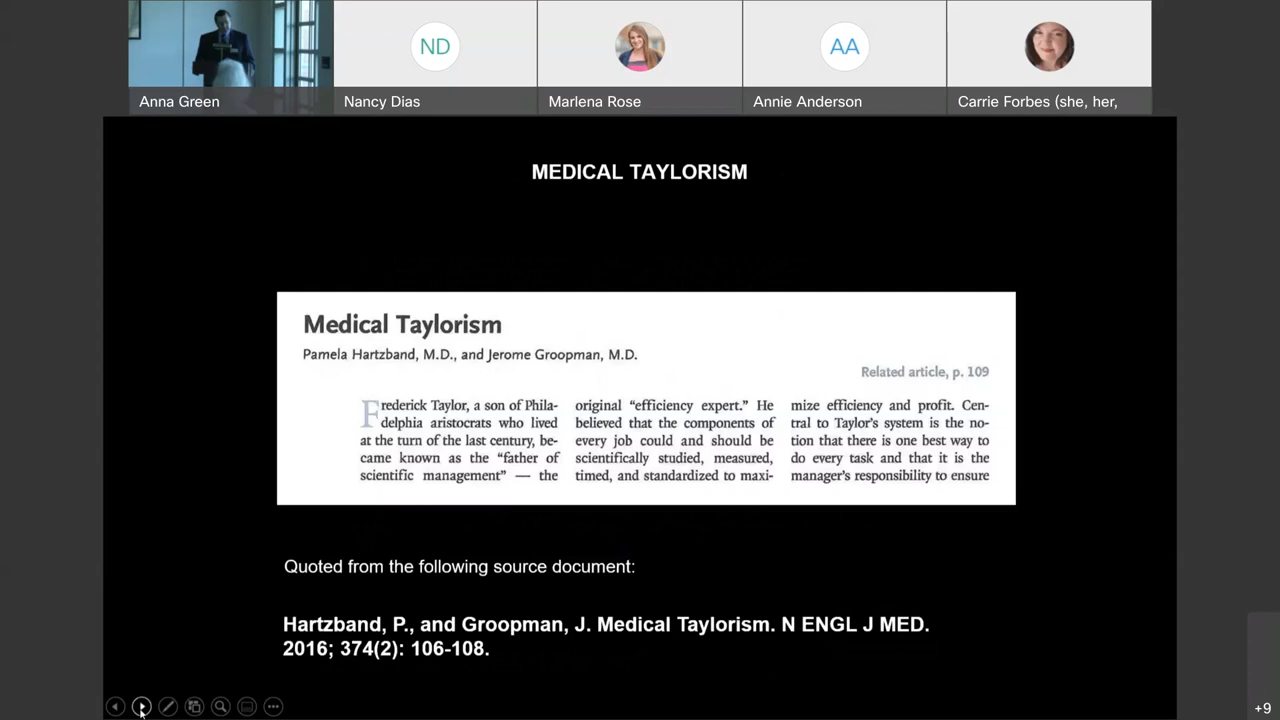 ND
AA
Anna Green
Nancy Dias
Marlena Rose
Annie Anderson
Carrie Forbes (she, her,
MEDICAL TAYLORISM
Medical Taylorism
Pamela Hartzband, M.D., and Jerome Groopman, M.D.
Related article, p. 109
Frederick Taylor, a son of Phila-
delphia aristocrats who lived
at the turn of the last century, be-
came known as the “father of
scientific management” — the
original “efficiency expert.” He
believed that the components of
every job could and should be
scientifically studied, measured,
timed, and standardized to maxi-
mize efficiency and profit. Cen-
tral to Taylor’s system is the no-
tion that there is one best way to
do every task and that it is the
manager’s responsibility to ensure
Quoted from the following source document:
Hartzband, P., and Groopman, J. Medical Taylorism. N ENGL J MED.
2016; 374(2): 106-108.
+9